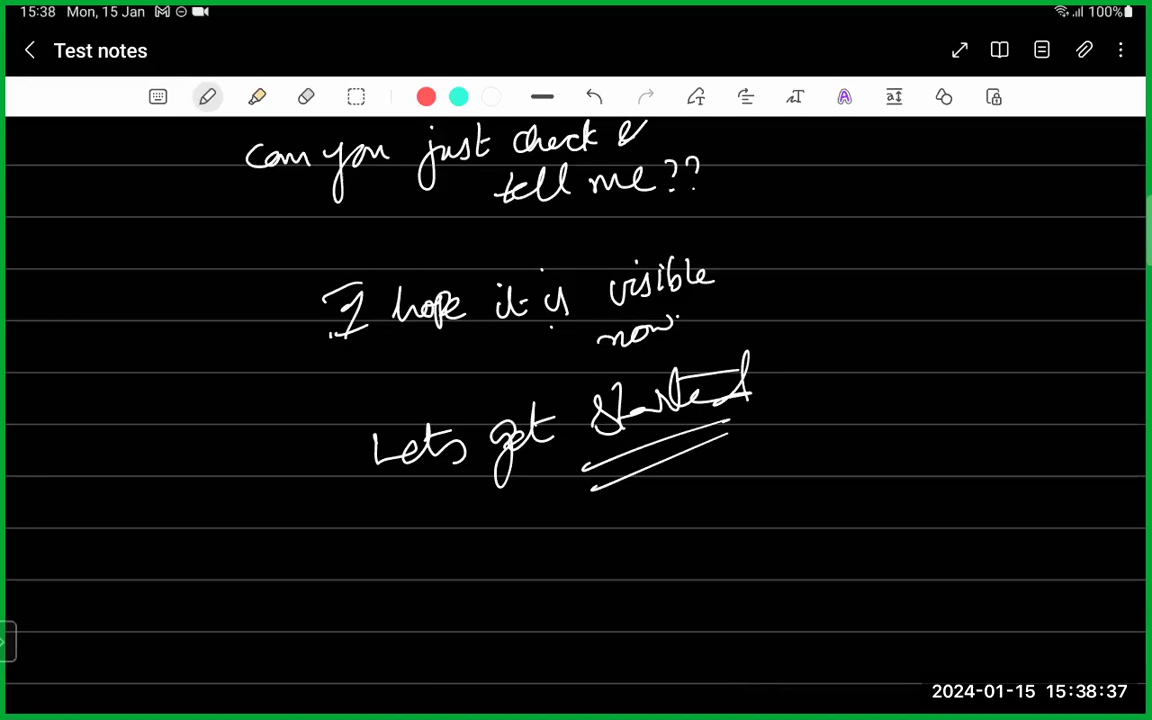 15:38 Mon, 15 Jan 100%
Test notes
can you just check &
tell me??
I hope it is visible
now.
Lets get started
2024-01-15 15:38:37